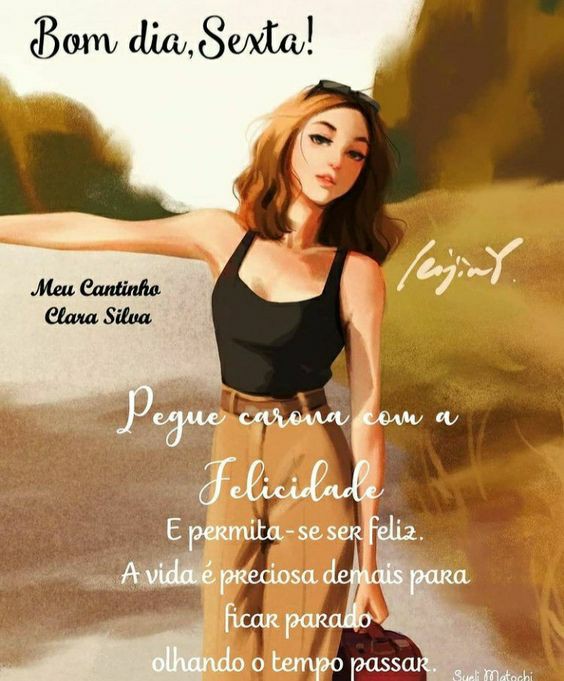 Bom dia, Sexta!
Meu Cantinho
Clara Silva
Pegue carona com a
Felicidade
E permita-se ser feliz.
A vida é preciosa demais para
ficar parado
olhando o tempo passar.
Sueli Matochi